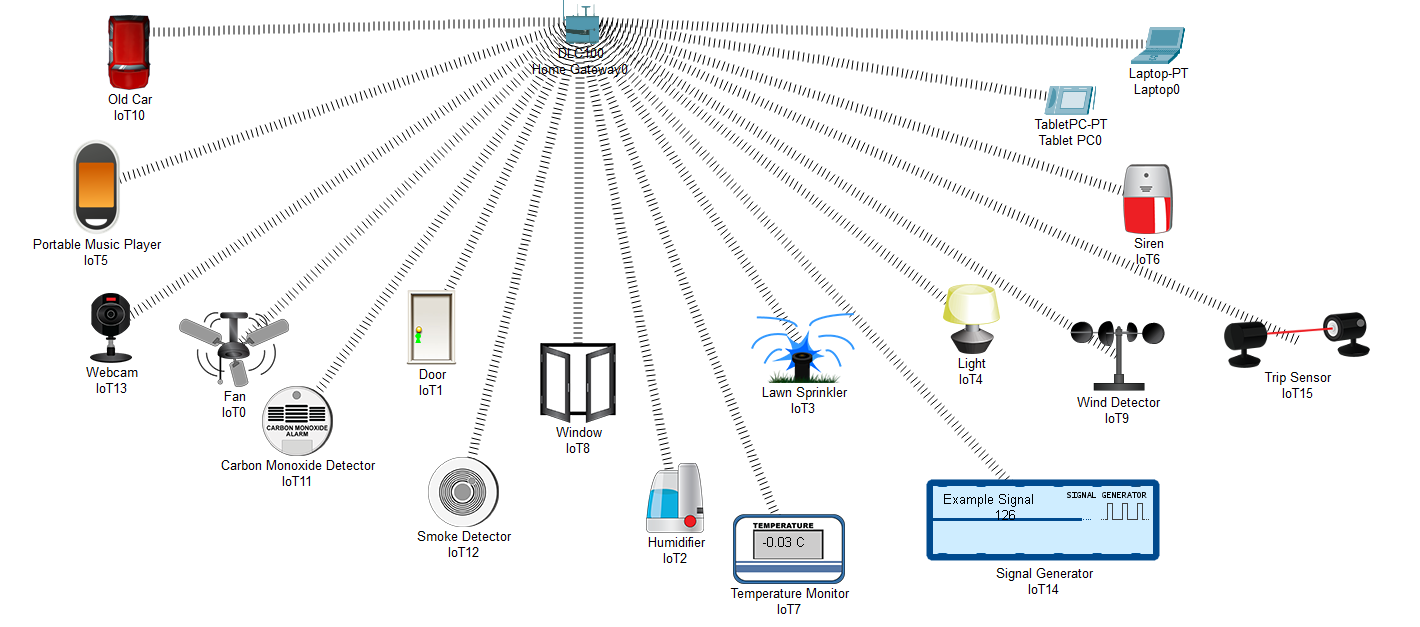 DLC100
Home Gateway0
Old Car
IoT10
Laptop-PT
Laptop0
TabletPC-PT
Tablet PC0
Portable Music Player
IoT5
Siren
IoT6
Webcam
IoT13
Fan
IoT0
Door
IoT1
CARBON MONOXIDE
ALARM
Carbon Monoxide Detector
IoT11
Window
IoT8
Lawn Sprinkler
IoT3
Light
IoT4
Wind Detector
IoT9
Trip Sensor
IoT15
Smoke Detector
IoT12
Humidifier
IoT2
TEMPERATURE
-0.03 C
Temperature Monitor
IoT7
Example Signal
126
SIGNAL GENERATOR
Signal Generator
IoT14